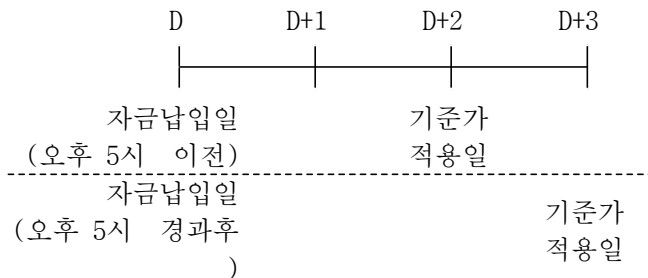 D D+1 D+2 D+3
자금납입일 기준가
(오후 5시 이전) 적용일
자금납입일
(오후 5시 경과후
)
기준가
적용일